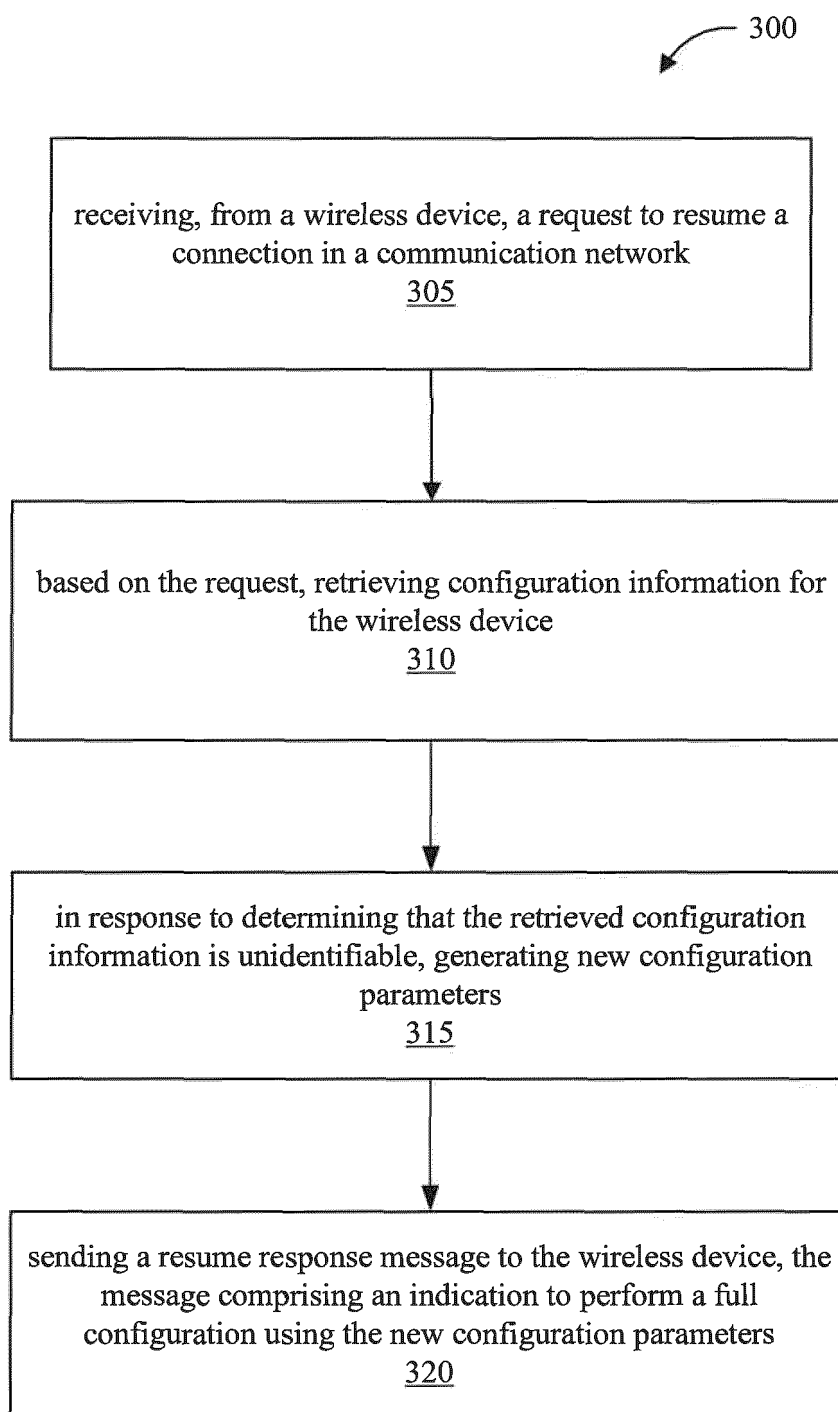 300
receiving, from a wireless device, a request to resume a
connection in a communication network
305
based on the request, retrieving configuration information for
the wireless device
310
in response to determining that the retrieved configuration
information is unidentifiable, generating new configuration
parameters
315
sending a resume response message to the wireless device, the
message comprising an indication to perform a full
configuration using the new configuration parameters
320